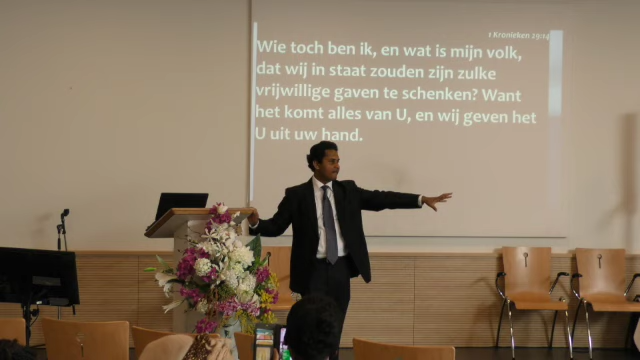 1 Kronieken 29:14
Wie toch ben ik, en wat is mijn volk,
dat wij in staat zouden zijn zulke
vrijwillige gaven te schenken? Want
het komt alles van U, en wij geven het
U uit uw hand.